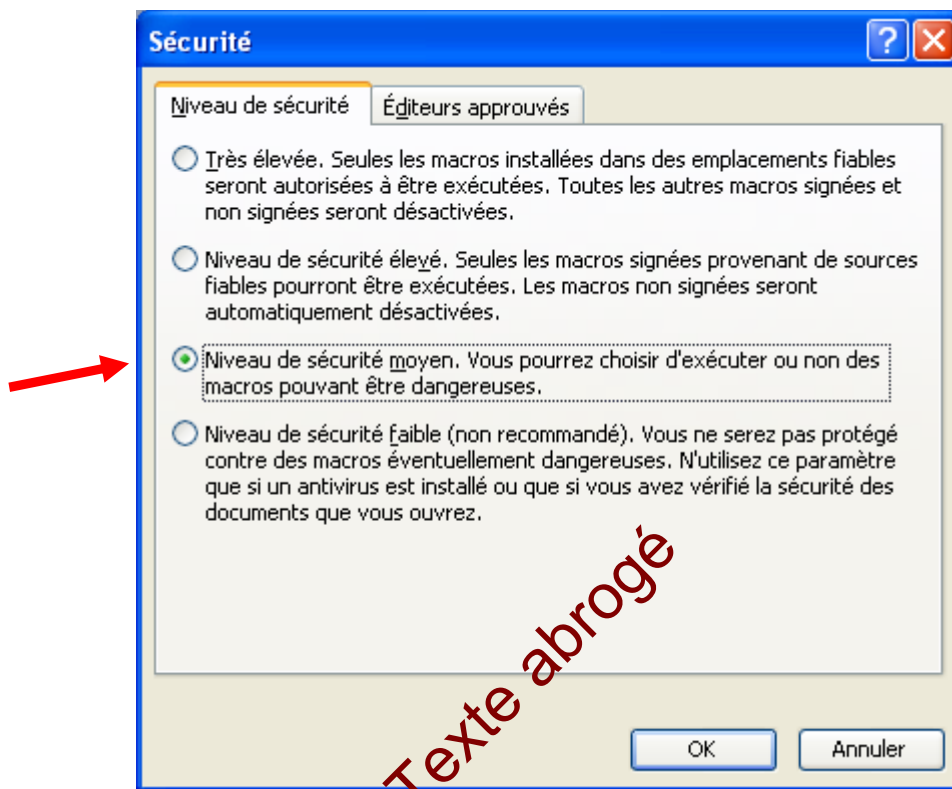 Sécurité
Niveau de sécurité
Éditeurs approuvés
Très élevée. Seules les macros installées dans des emplacements fiables
seront autorisées à être exécutées. Toutes les autres macros signées et
non signées seront désactivées.
Niveau de sécurité élevé. Seules les macros signées provenant de sources
fiables pourront être exécutées. Les macros non signées seront
automatiquement désactivées.
Niveau de sécurité moyen. Vous pourrez choisir d'exécuter ou non des
macros pouvant être dangereuses.
Niveau de sécurité faible (non recommandé). Vous ne serez pas protégé
contre des macros éventuellement dangereuses. N'utilisez ce paramètre
que si un antivirus est installé ou que si vous avez vérifié la sécurité des
documents que vous ouvrez.
Texte abrogé
OK
Annuler